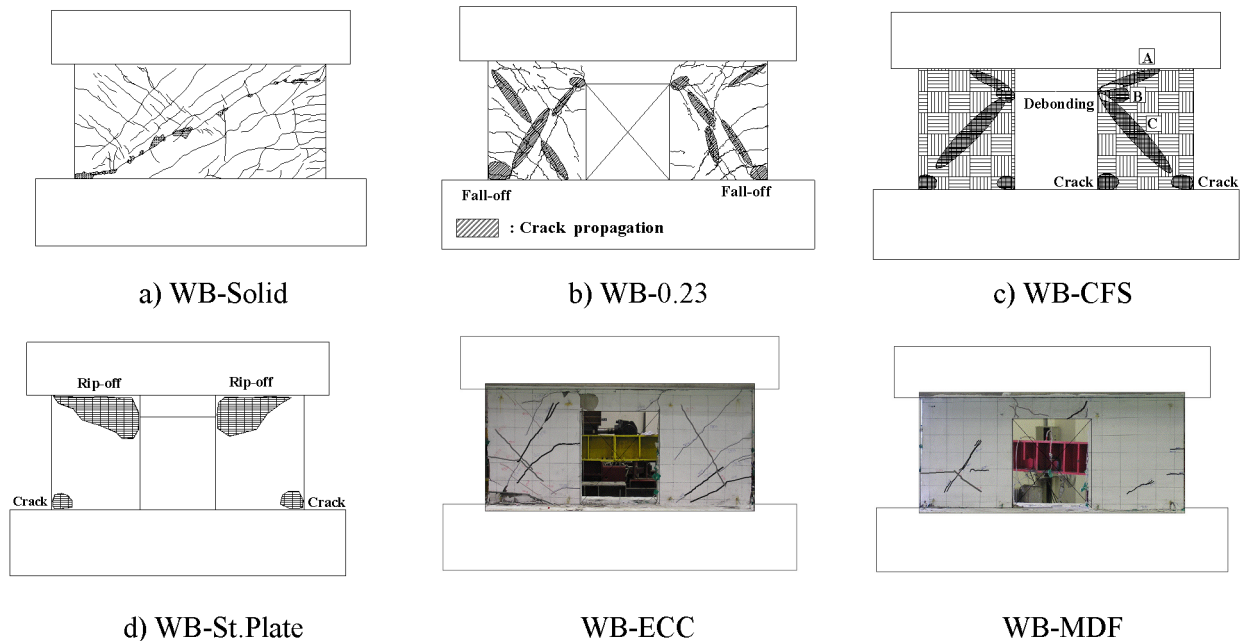 a) WB-Solid
Fall-off
Fall-off
: Crack propagation
b) WB-0.23
A
B
Debonding
C
Crack
Crack
c) WB-CFS
Rip-off
Rip-off
Crack
Crack
d) WB-St.Plate
WB-ECC
WB-MDF